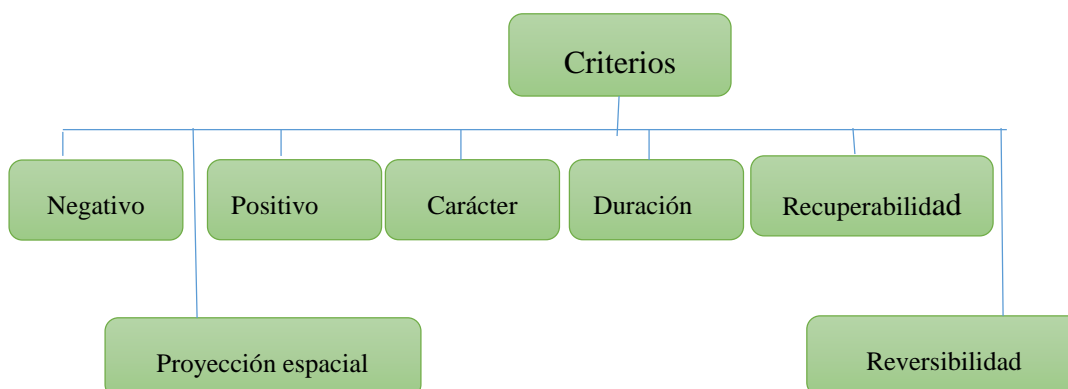 Criterios
Negativo
Positivo
Carácter
Duración
Recuperabilidad
Proyección espacial
Reversibilidad